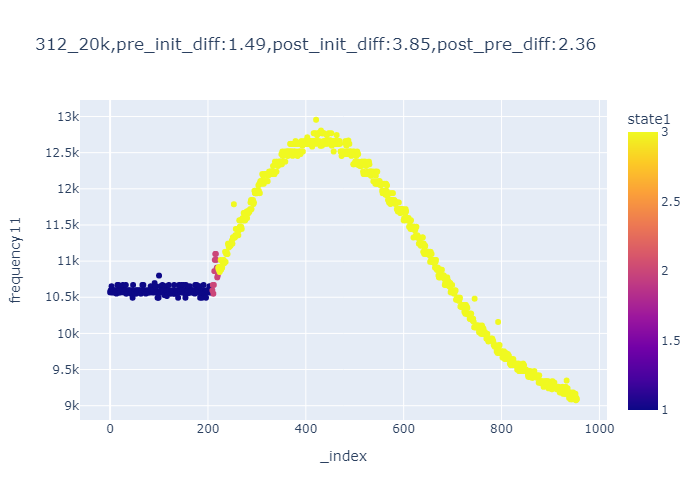 312_20k,pre_init_diff:1.49,post_init_diff:3.85,post_pre_diff:2.36
state1
13k
12.5k
12k
11.5k
11k
10.5k
10k
9.5k
9k
frequency11
0
200
400
600
800
1000
_index
3
2.5
2
1.5
1